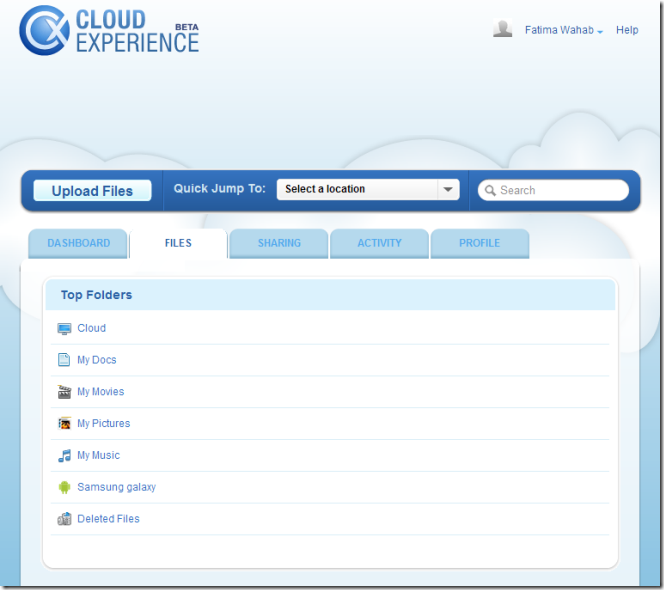 CLOUD
BETA
EXPERIENCE
Fatima Wahab
Help
Upload Files
Quick Jump To:
Select a location
Search
DASHBOARD
FILES
SHARING
ACTIVITY
PROFILE
Top Folders
Cloud
My Docs
My Movies
My Pictures
My Music
Samsung galaxy
Deleted Files